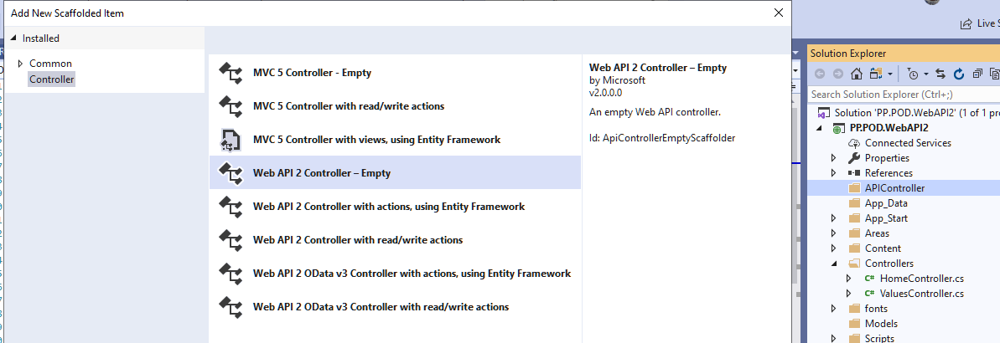 Add New Scaffolded Item
Installed
Common
Controller
MVC 5 Controller - Empty
MVC 5 Controller with read/write actions
MVC 5 Controller with views, using Entity Framework
Web API 2 Controller – Empty
Web API 2 Controller with actions, using Entity Framework
Web API 2 Controller with read/write actions
Web API 2 OData v3 Controller with actions, using Entity Framework
Web API 2 OData v3 Controller with read/write actions
Web API 2 Controller – Empty
by Microsoft
v2.0.0.0
An empty Web API controller.
Id: ApiControllerEmptyScaffolder
Live S
Solution Explorer
Search Solution Explorer (Ctrl+;)
Solution 'PP.POD.WebAPI2' (1 of 1 pro
PP.POD.WebAPI2
Connected Services
Properties
References
APIController
App_Data
App_Start
Areas
Content
Controllers
C# HomeController.cs
C# ValuesController.cs
fonts
Models
Scripts